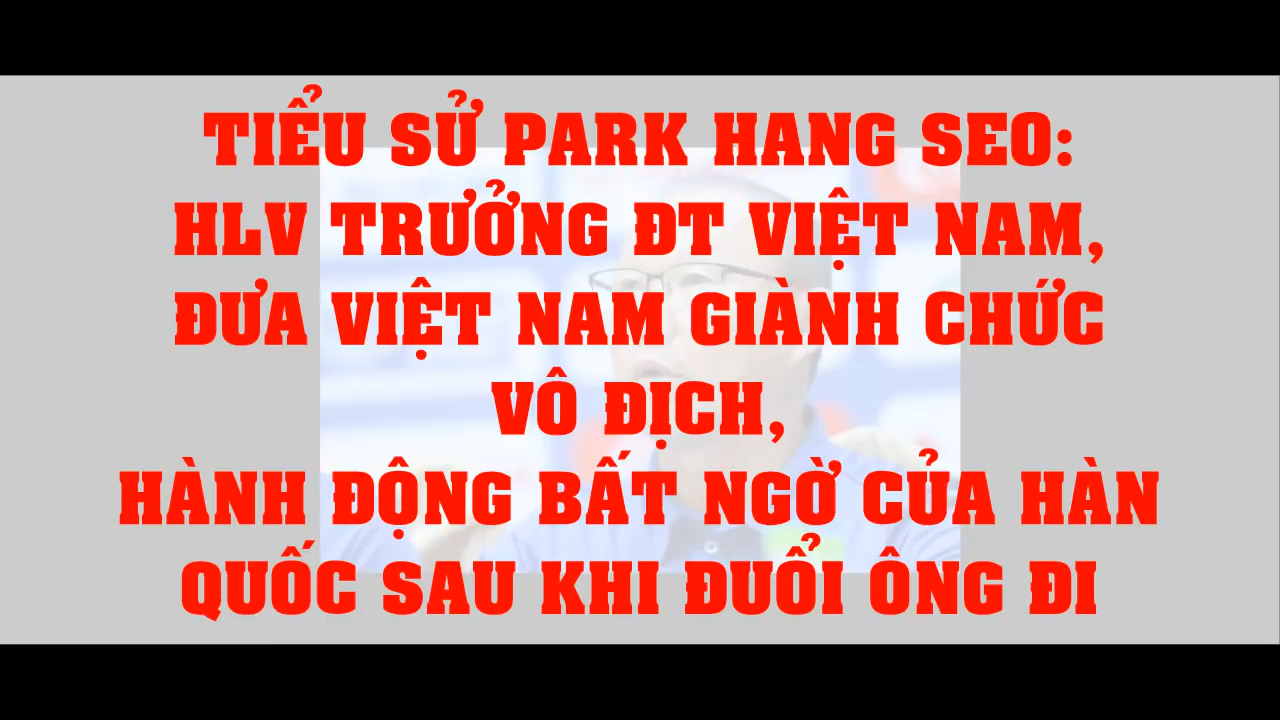 TIỂU SỬ PARK HANG SEO:
HLV TRƯỞNG ĐT VIỆT NAM,
ĐƯA VIỆT NAM GIÀNH CHỨC
VÔ ĐỊCH,
HÀNH ĐỘNG BẤT NGỜ CỦA HÀN
QUỐC SAU KHI ĐUỔI ÔNG ĐI